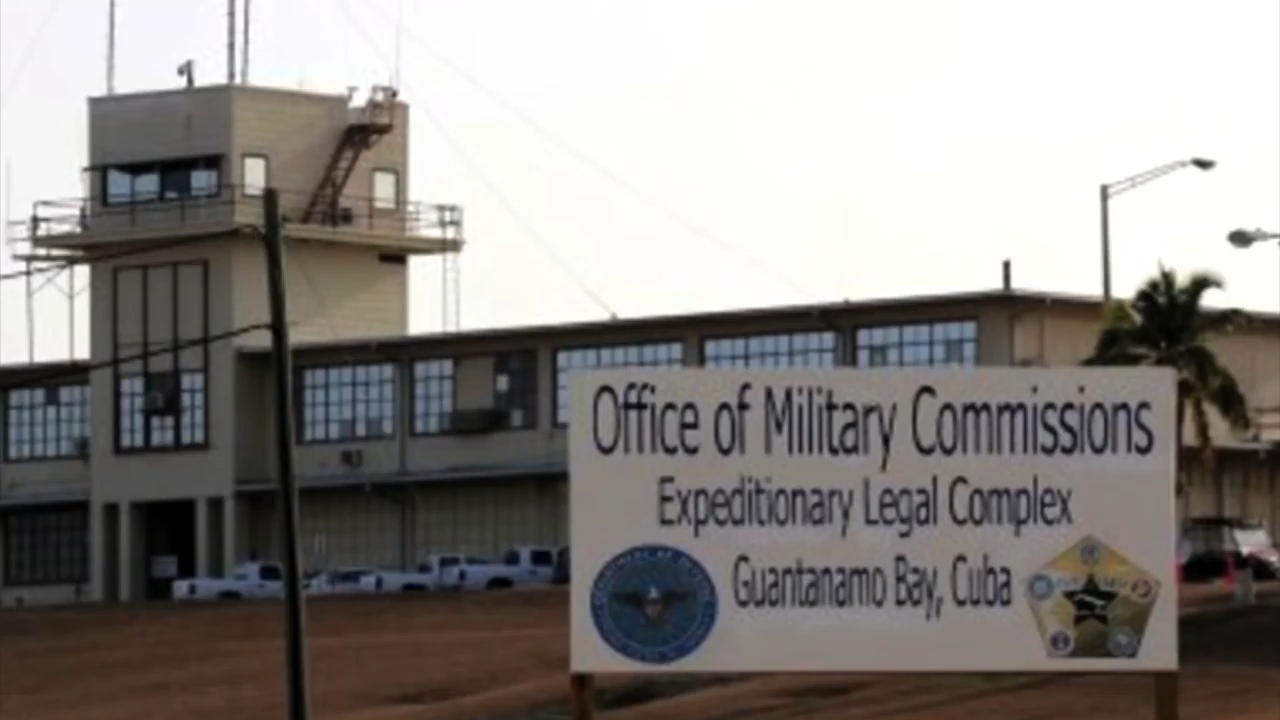 Office of Military Commissions
Expeditionary Legal Complex
Guantanamo Bay, Cuba